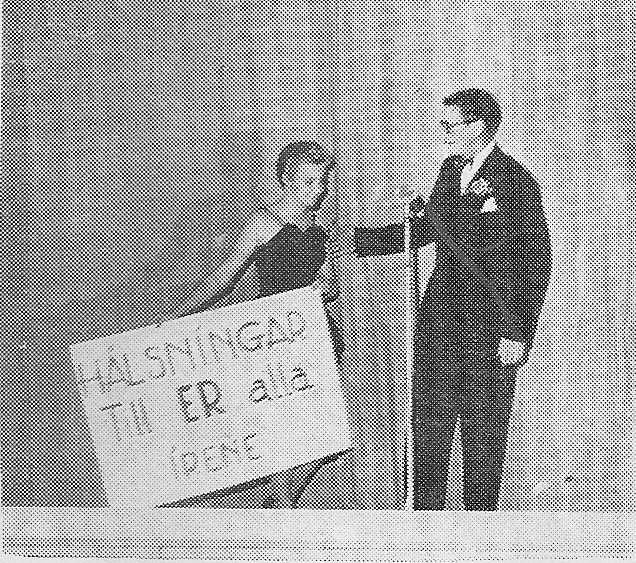 HÄLSNINGAR
Till ER alla
IRENE